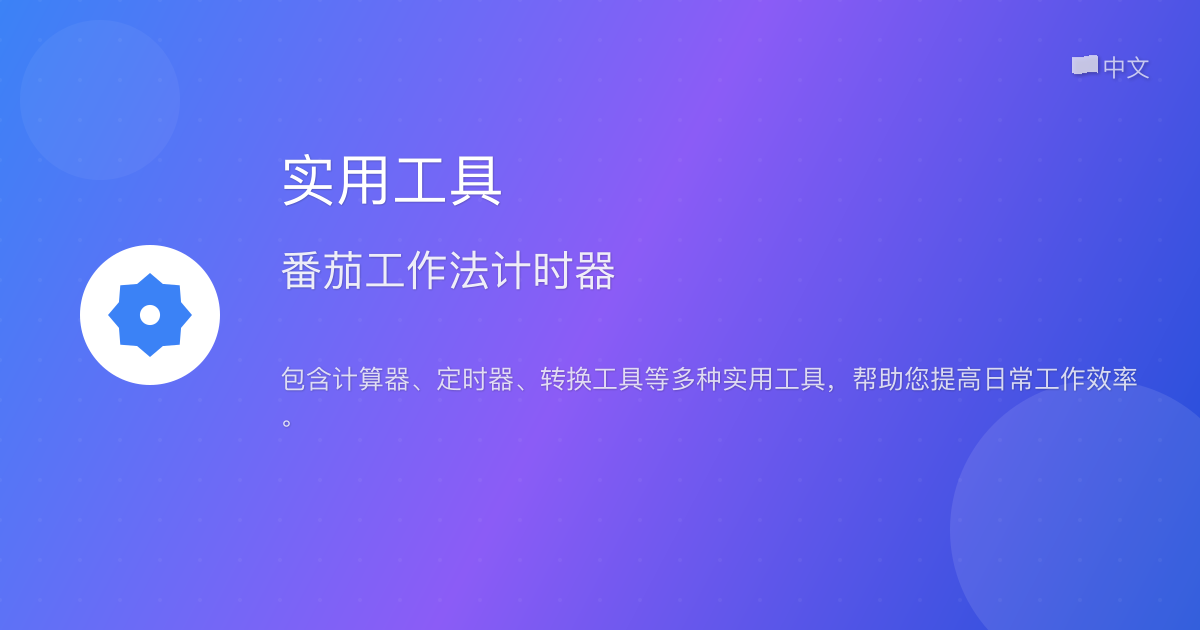 中文
实用工具
番茄工作法计时器
包含计算器、定时器、转换工具等多种实用工具，帮助您提高日常工作效率
。